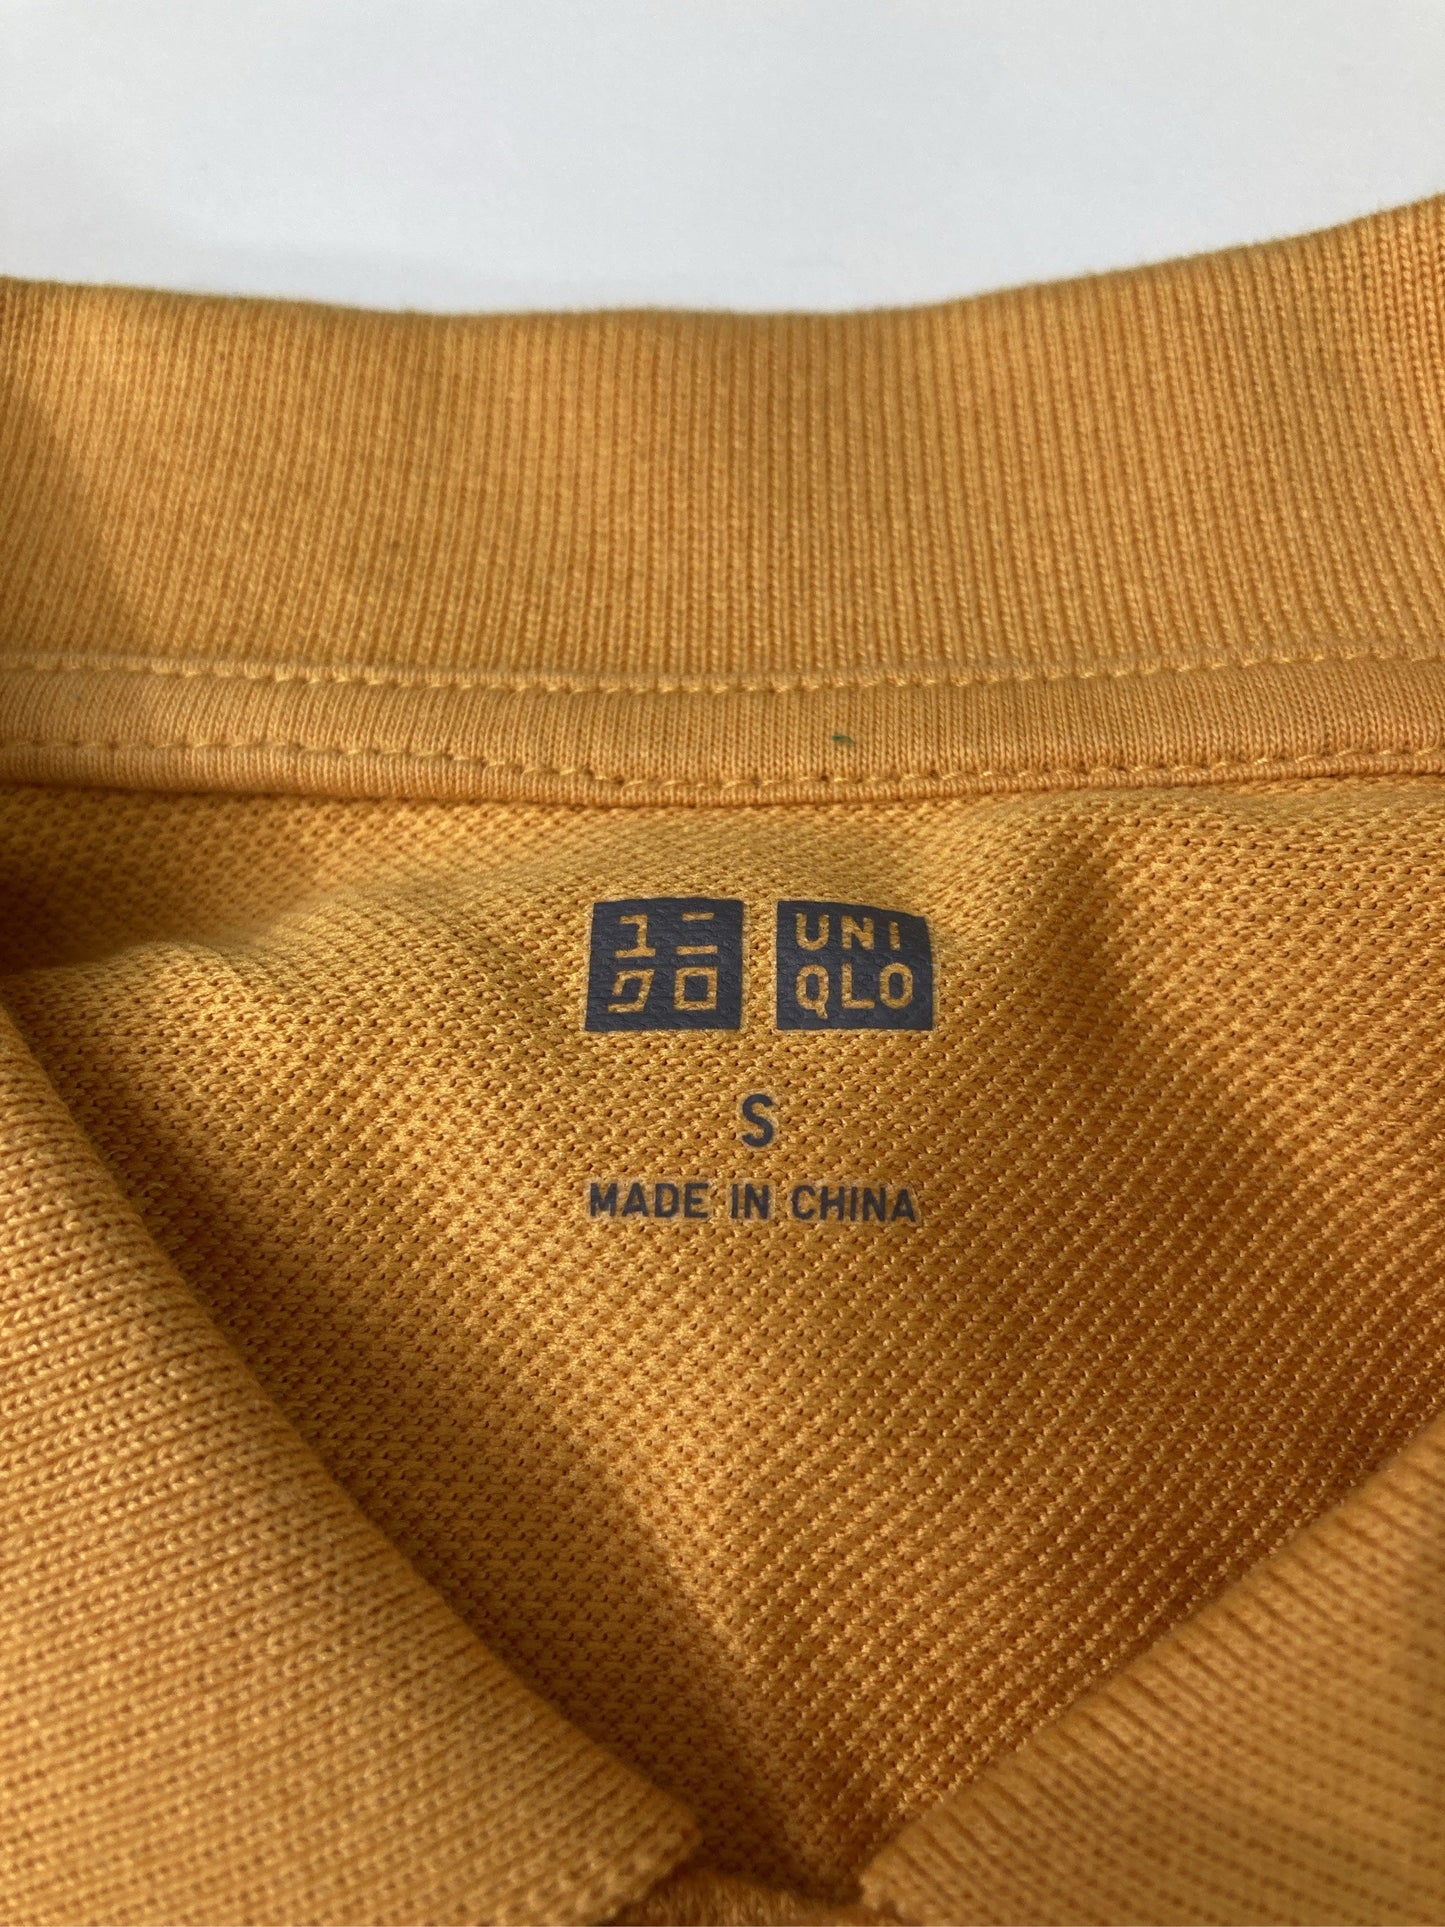 ユニ UNI
クロ QLO
S
MADE IN CHINA